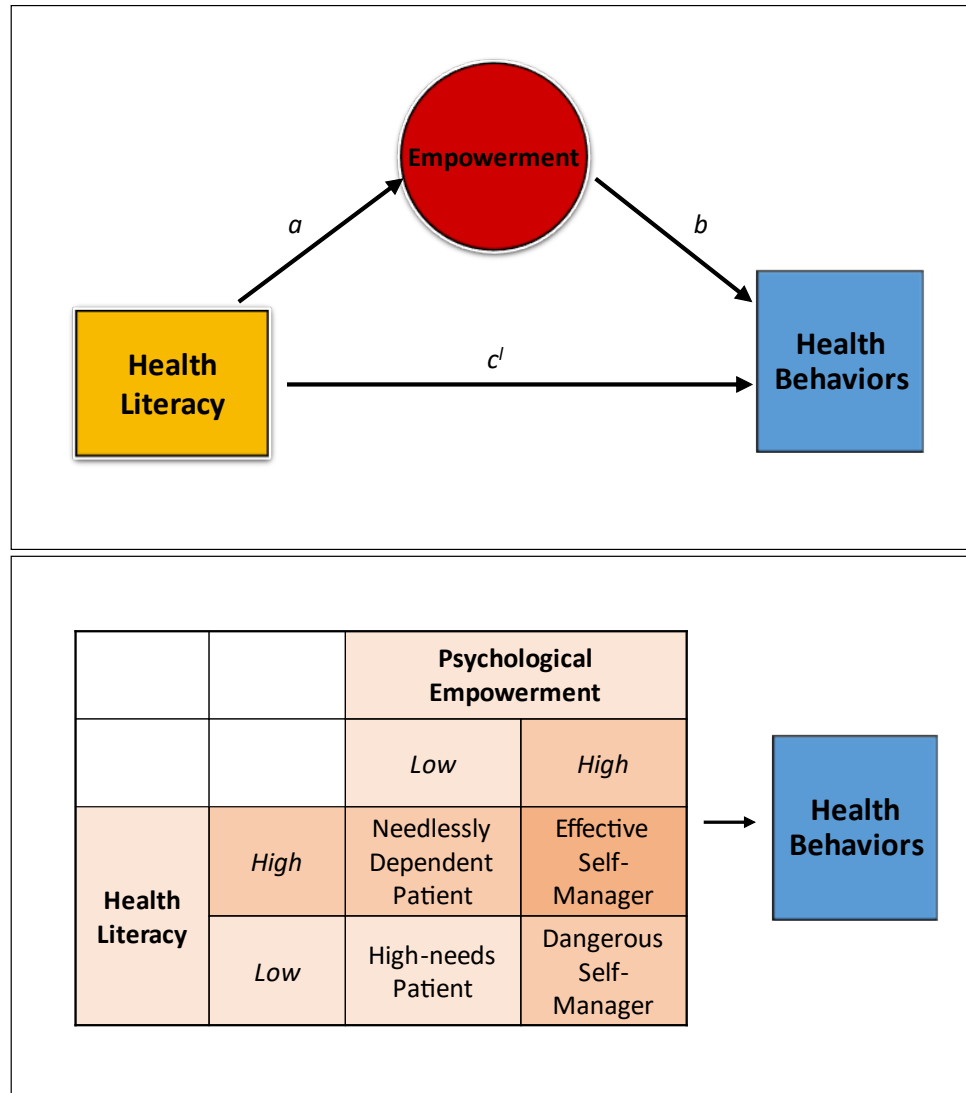 Empowerment
a
b
Health
Literacy
c'
Health
Behaviors
Psychological
Empowerment
Low
High
Health
Literacy
High
Needlessly
Dependent
Patient
Effective
Self-
Manager
Low
High-needs
Patient
Dangerous
Self-
Manager
Health
Behaviors